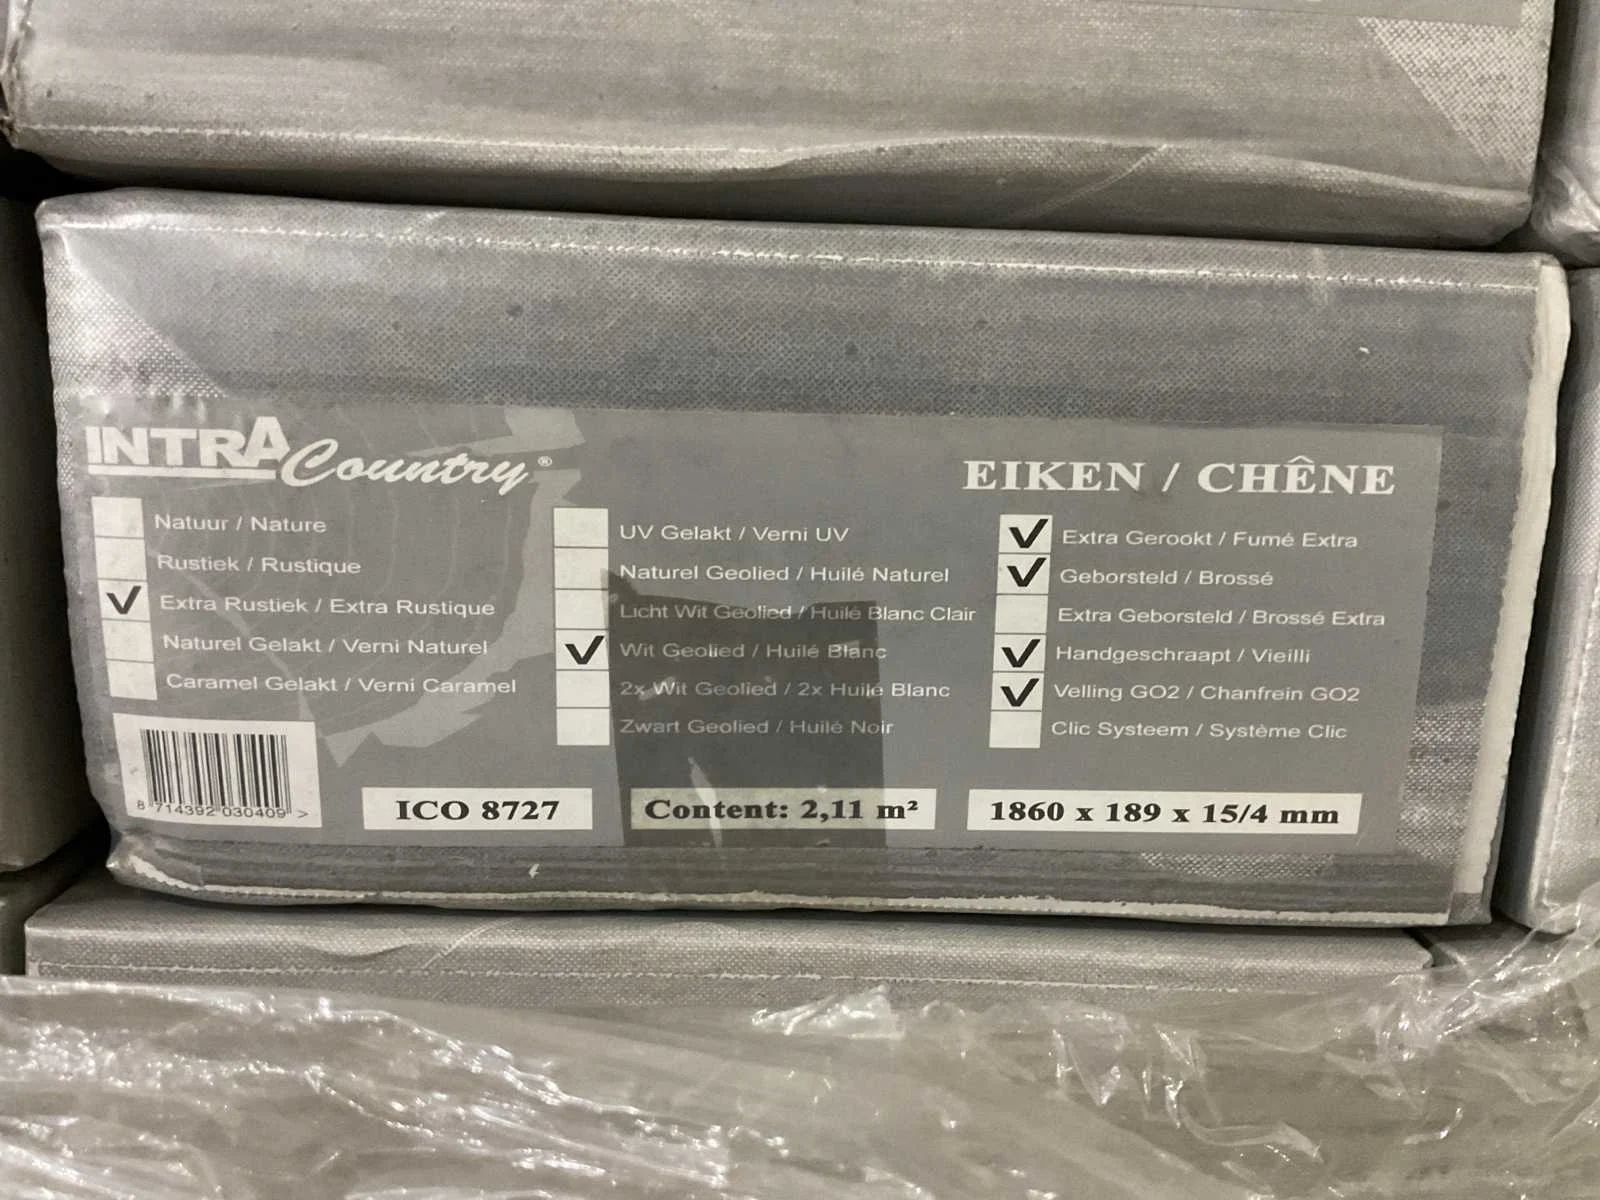 INTRA Country®
EIKEN / CHÊNE
Natuur / Nature
Rustiek / Rustique
✓ Extra Rustiek / Extra Rustique
Naturel Gelakt / Verni Naturel
Caramel Gelakt / Verni Caramel
UV Gelakt / Verni UV
Naturel Geolied / Huilé Naturel
Licht Wit Geolied / Huilé Blanc Clair
✓ Wit Geolied / Huilé Blanc
2x Wit Geolied / 2x Huilé Blanc
Zwart Geolied / Huilé Noir
✓ Extra Gerookt / Fumé Extra
✓ Geborsteld / Brossé
Extra Geborsteld / Brossé Extra
✓ Handgeschraapt / Vieilli
✓ Velling GO2 / Chanfrein GO2
Clic Systeem / Système Clic
8 714392 030409 >
ICO 8727
Content: 2,11 m²
1860 x 189 x 15/4 mm